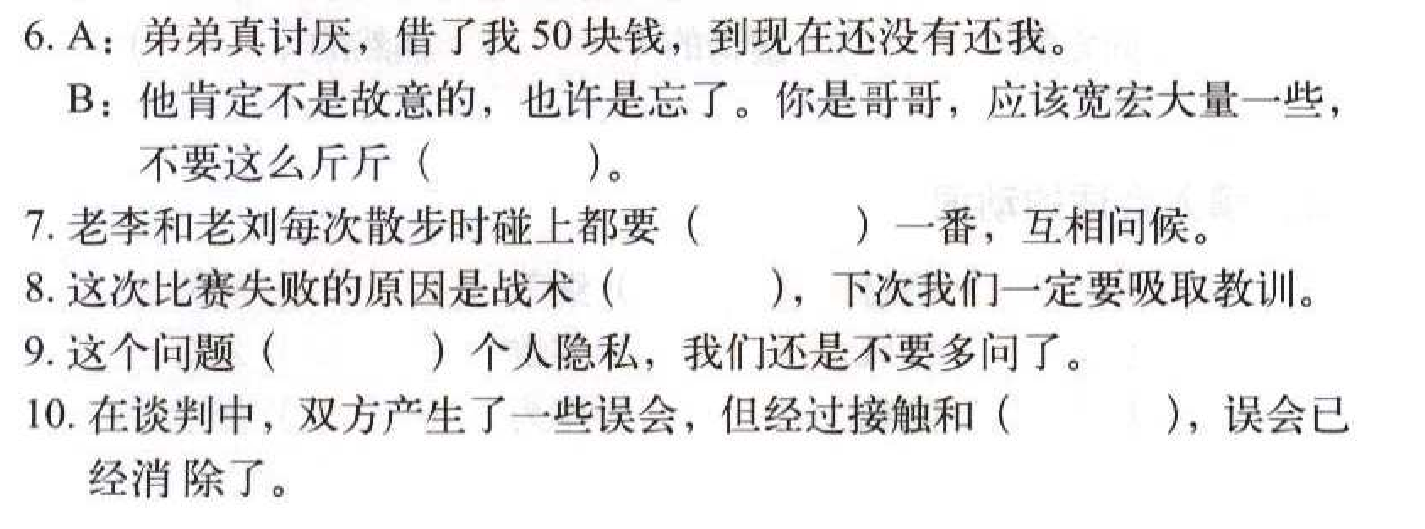 6. A：弟弟真讨厌，借了我 50 块钱，到现在还没有还我。
B：他肯定不是故意的，也许是忘了。你是哥哥，应该宽宏大量一些，
不要这么斤斤（　　　）。
7. 老李和老刘每次散步时碰上都要（　　　）一番，互相问候。
8. 这次比赛失败的原因是战术（　　　），下次我们一定要吸取教训。
9. 这个问题（　　　）个人隐私，我们还是不要多问了。
10. 在谈判中，双方产生了一些误会，但经过接触和（　　　），误会已
经消除了。